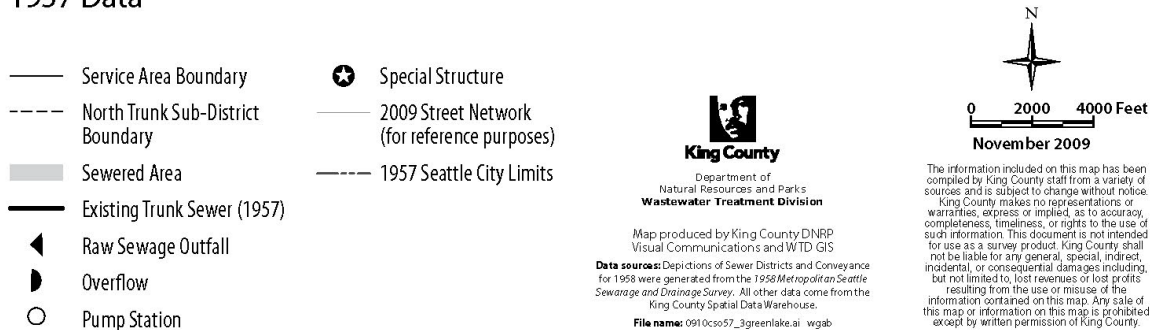 1957 Data
Service Area Boundary
North Trunk Sub-District
Boundary
Sewered Area
Existing Trunk Sewer (1957)
Raw Sewage Outfall
Overflow
Pump Station
Special Structure
2009 Street Network
(for reference purposes)
1957 Seattle City Limits
King County
Department of
Natural Resources and Parks
Wastewater Treatment Division
Map produced by King County DNRP
Visual Communications and WTD GIS
Data sources: Depictions of Sewer Districts and Conveyance
for 1958 were generated from the 1958 Metropolitan Seattle
Sewarage and Drainage Survey. All other data come from the
King County Spatial Data Warehouse.
File name: 0910cso57_3greenlake.ai wgab
N
0 2000 4000 Feet
November 2009
The information included on this map has been
compiled by King County staff from a variety of
sources and is subject to change without notice.
King County makes no representations or
warranties, express or implied, as to accuracy,
completeness, timeliness, or rights to the use of
such information. This document is not intended
for use as a survey product. King County shall
not be liable for any general, special, indirect,
incidental, or consequential damages including,
but not limited to, lost revenues or lost profits
resulting from the use or misuse of the
information contained on this map. Any sale of
this map or information on this map is prohibited
except by written permission of King County.